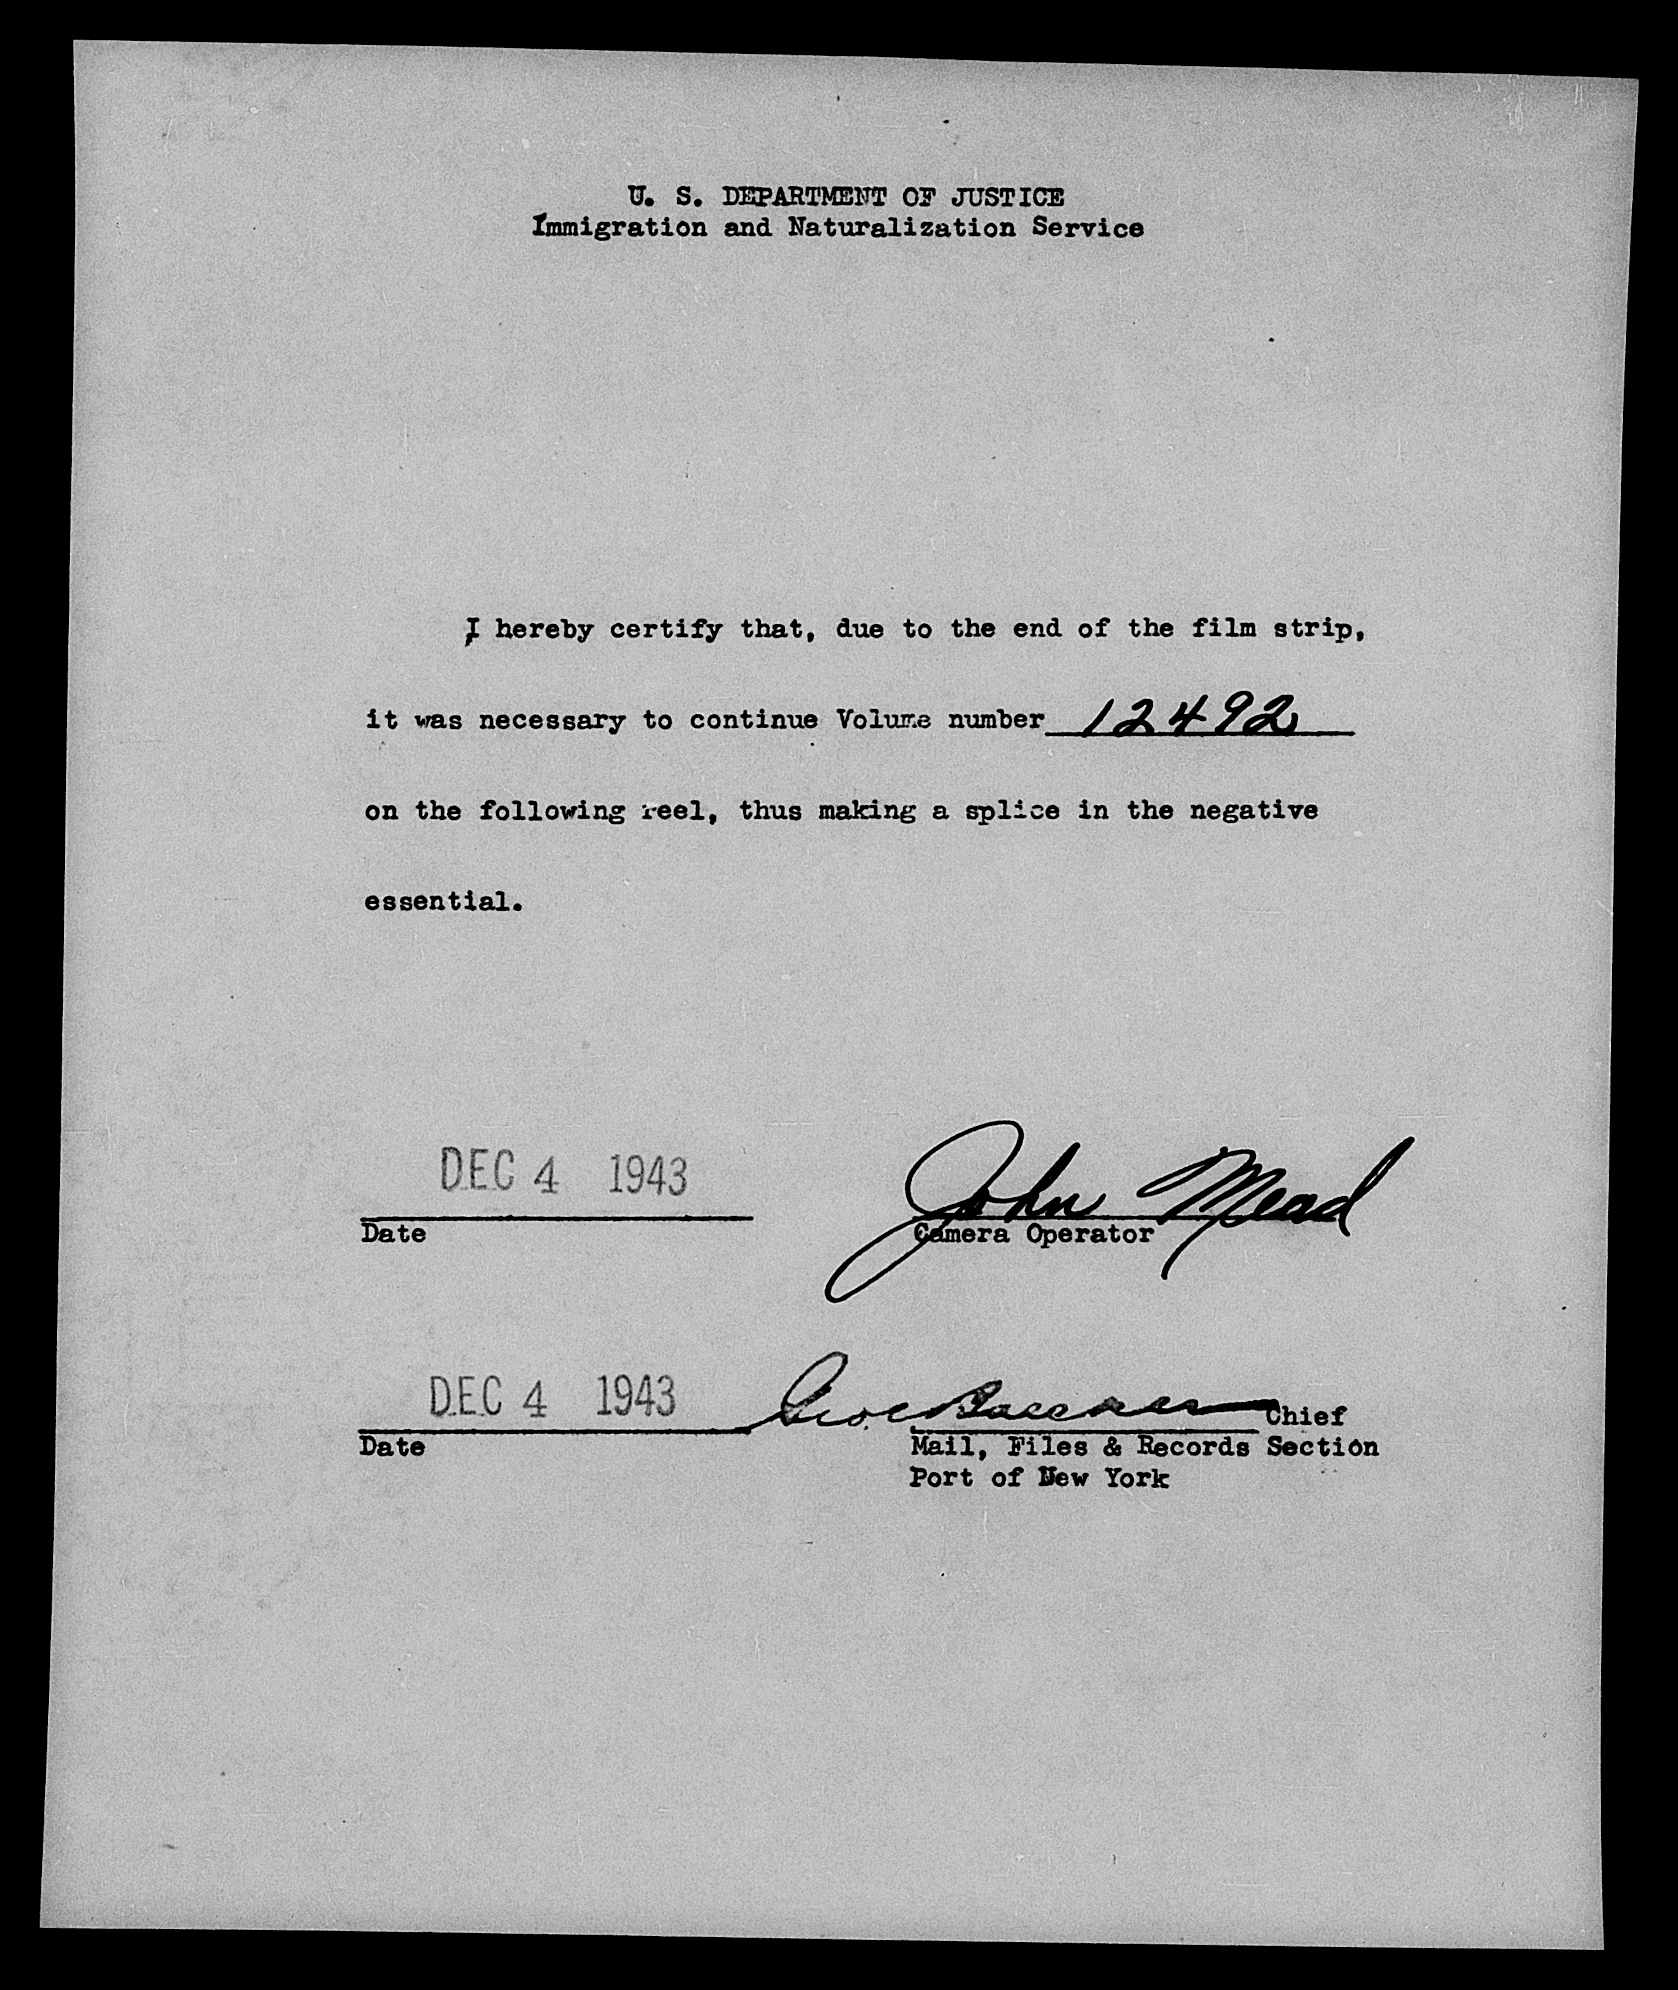 U. S. DEPARTMENT OF JUSTICE
Immigration and Naturalization Service
I hereby certify that, due to the end of the film strip,
it was necessary to continue Volume number 12492
on the following reel, thus making a splice in the negative
essential.
DEC 4 1943
John Mead
Date
Camera Operator
DEC 4 1943
Chief
Date
Mail, Files & Records Section
Port of New York